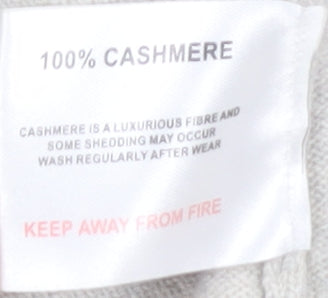 100% CASHMERE
CASHMERE IS A LUXURIOUS FIBRE AND
SOME SHEDDING MAY OCCUR
WASH REGULARLY AFTER WEAR
KEEP AWAY FROM FIRE